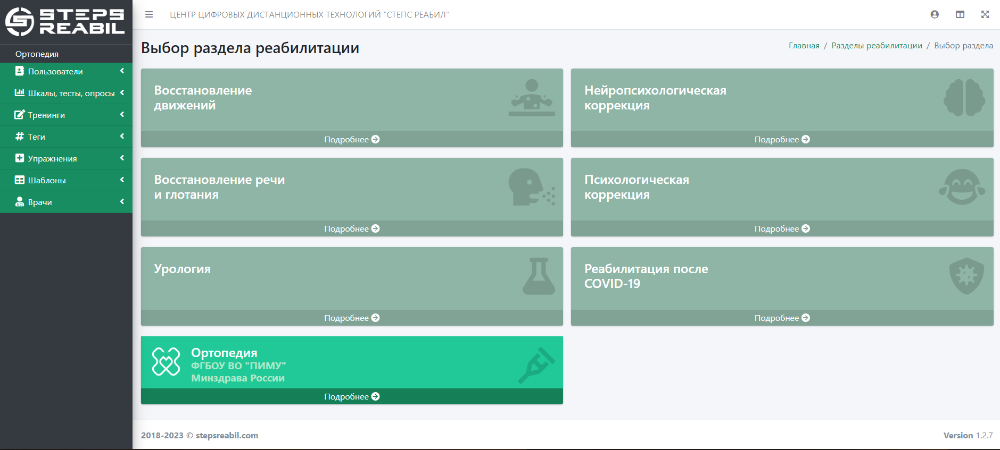 STEPS
REABIL
Ортопедия
Пользователи
Шкалы, тесты, опросы
Тренинги
Теги
Упражнения
Шаблоны
Врачи
ЦЕНТР ЦИФРОВЫХ ДИСТАНЦИОННЫХ ТЕХНОЛОГИЙ "СТЕПС РЕАБИЛ"
Выбор раздела реабилитации
Главная / Разделы реабилитации / Выбор раздела
Восстановление
движений
Подробнее
Нейропсихологическая
коррекция
Подробнее
Восстановление речи
и глотания
Подробнее
Психологическая
коррекция
Подробнее
Урология
Подробнее
Реабилитация после
COVID-19
Подробнее
Ортопедия
ФГБОУ ВО "ПИМУ"
Минздрава России
Подробнее
2018-2023 © stepsreabil.com
Version 1.2.7